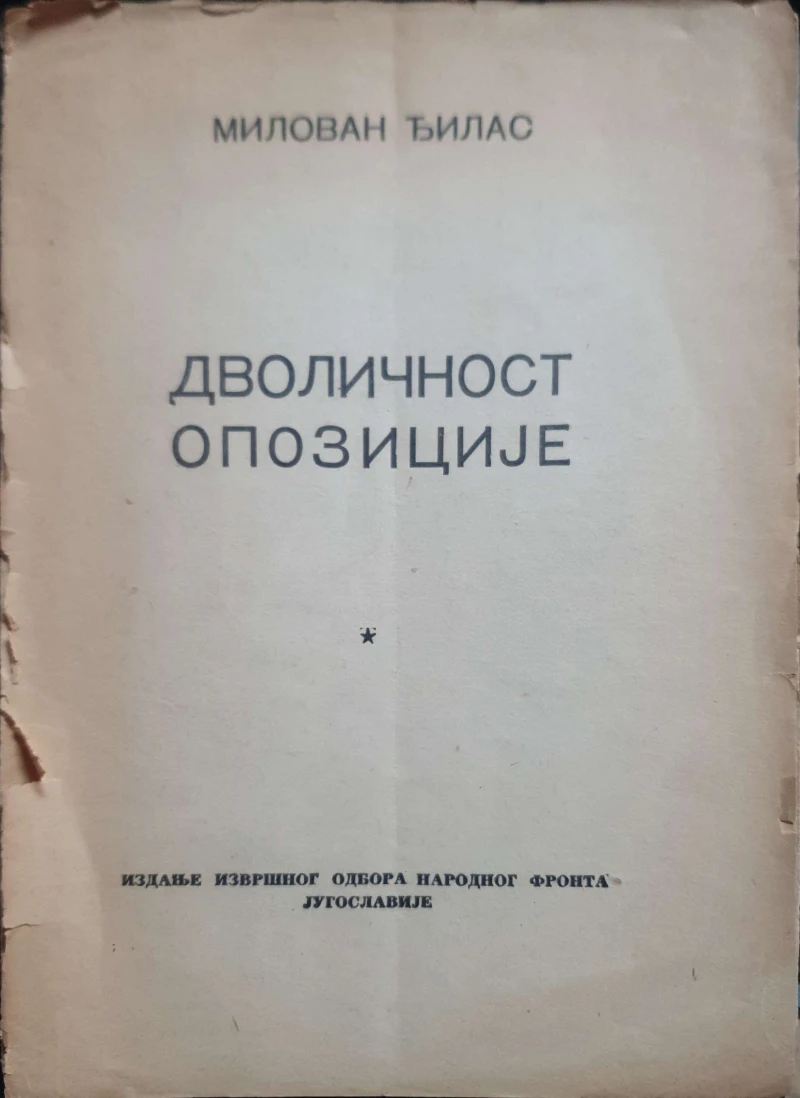 МИЛОВАН ЂИЛАС
ДВОЛИЧНОСТ
ОПОЗИЦИЈЕ
ИЗДАЊЕ ИЗВРШНОГ ОДБОРА НАРОДНОГ ФРОНТА
ЈУГОСЛАВИЈЕ